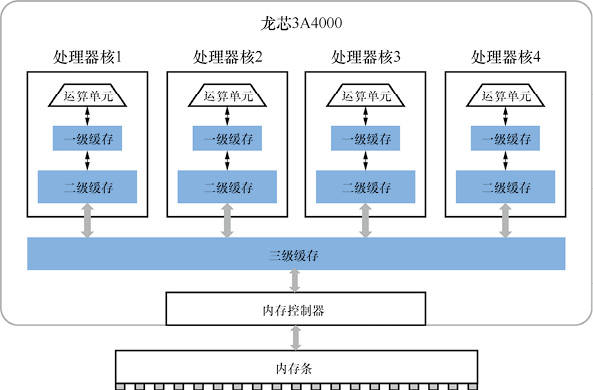 龙芯3A4000
处理器核1 处理器核2 处理器核3 处理器核4
运算单元 运算单元 运算单元 运算单元
一级缓存 一级缓存 一级缓存 一级缓存
二级缓存 二级缓存 二级缓存 二级缓存
三级缓存
内存控制器
内存条